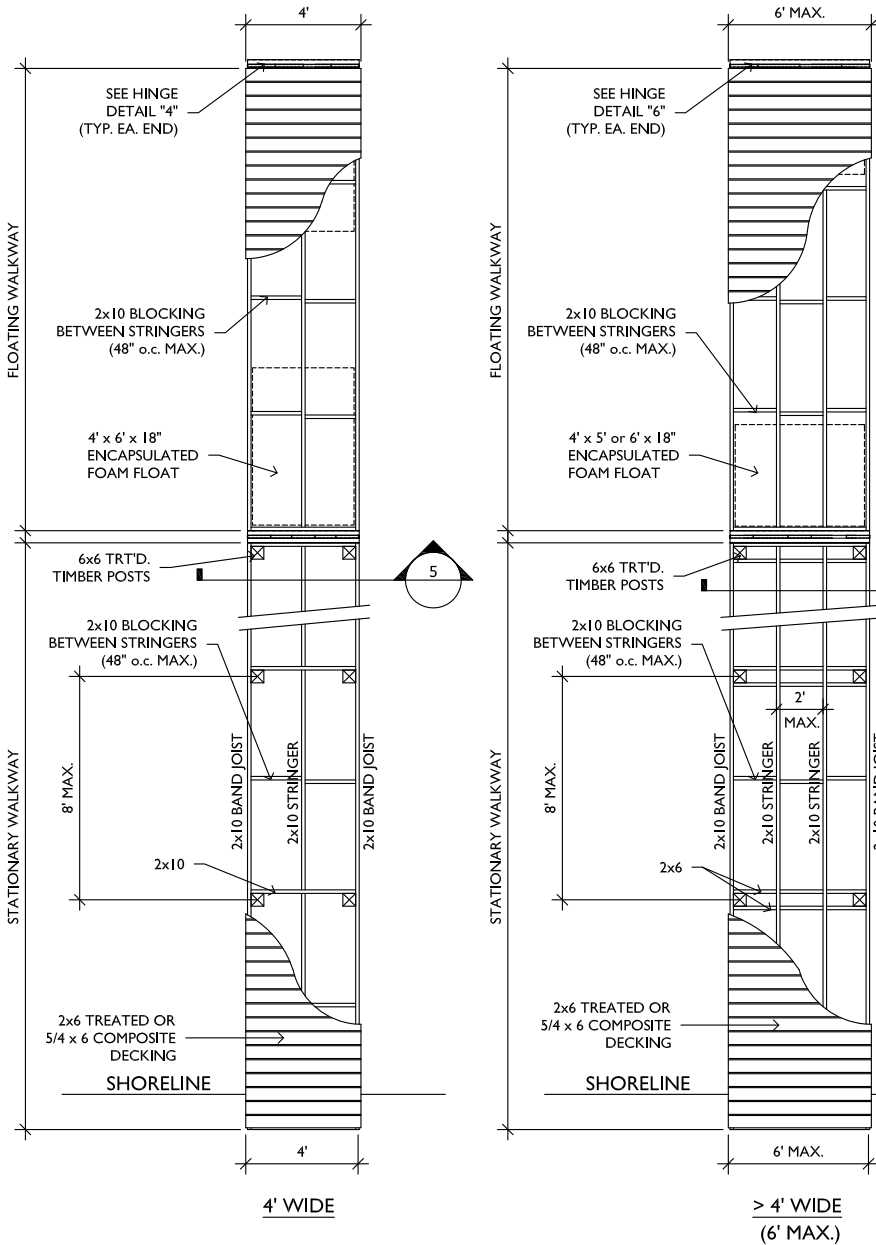 4'
SEE HINGE
DETAIL "4"
(TYP. EA. END)
FLOATING WALKWAY
2x10 BLOCKING
BETWEEN STRINGERS
(48" o.c. MAX.)
4' x 6' x 18"
ENCAPSULATED
FOAM FLOAT
6x6 TRT'D.
TIMBER POSTS
5
2x10 BLOCKING
BETWEEN STRINGERS
(48" o.c. MAX.)
8' MAX.
STATIONARY WALKWAY
2x10 BAND JOIST
2x10 STRINGER
2x10 BAND JOIST
2x10
2x6 TREATED OR
5/4 x 6 COMPOSITE
DECKING
SHORELINE
4'
4' WIDE
6' MAX.
SEE HINGE
DETAIL "6"
(TYP. EA. END)
FLOATING WALKWAY
2x10 BLOCKING
BETWEEN STRINGERS
(48" o.c. MAX.)
4' x 5' or 6' x 18"
ENCAPSULATED
FOAM FLOAT
6x6 TRT'D.
TIMBER POSTS
2x10 BLOCKING
BETWEEN STRINGERS
(48" o.c. MAX.)
2'
MAX.
8' MAX.
STATIONARY WALKWAY
2x10 BAND JOIST
2x10 STRINGER
2x10 STRINGER
2x10 BAND JOIST
2x6
2x6 TREATED OR
5/4 x 6 COMPOSITE
DECKING
SHORELINE
6' MAX.
> 4' WIDE
(6' MAX.)